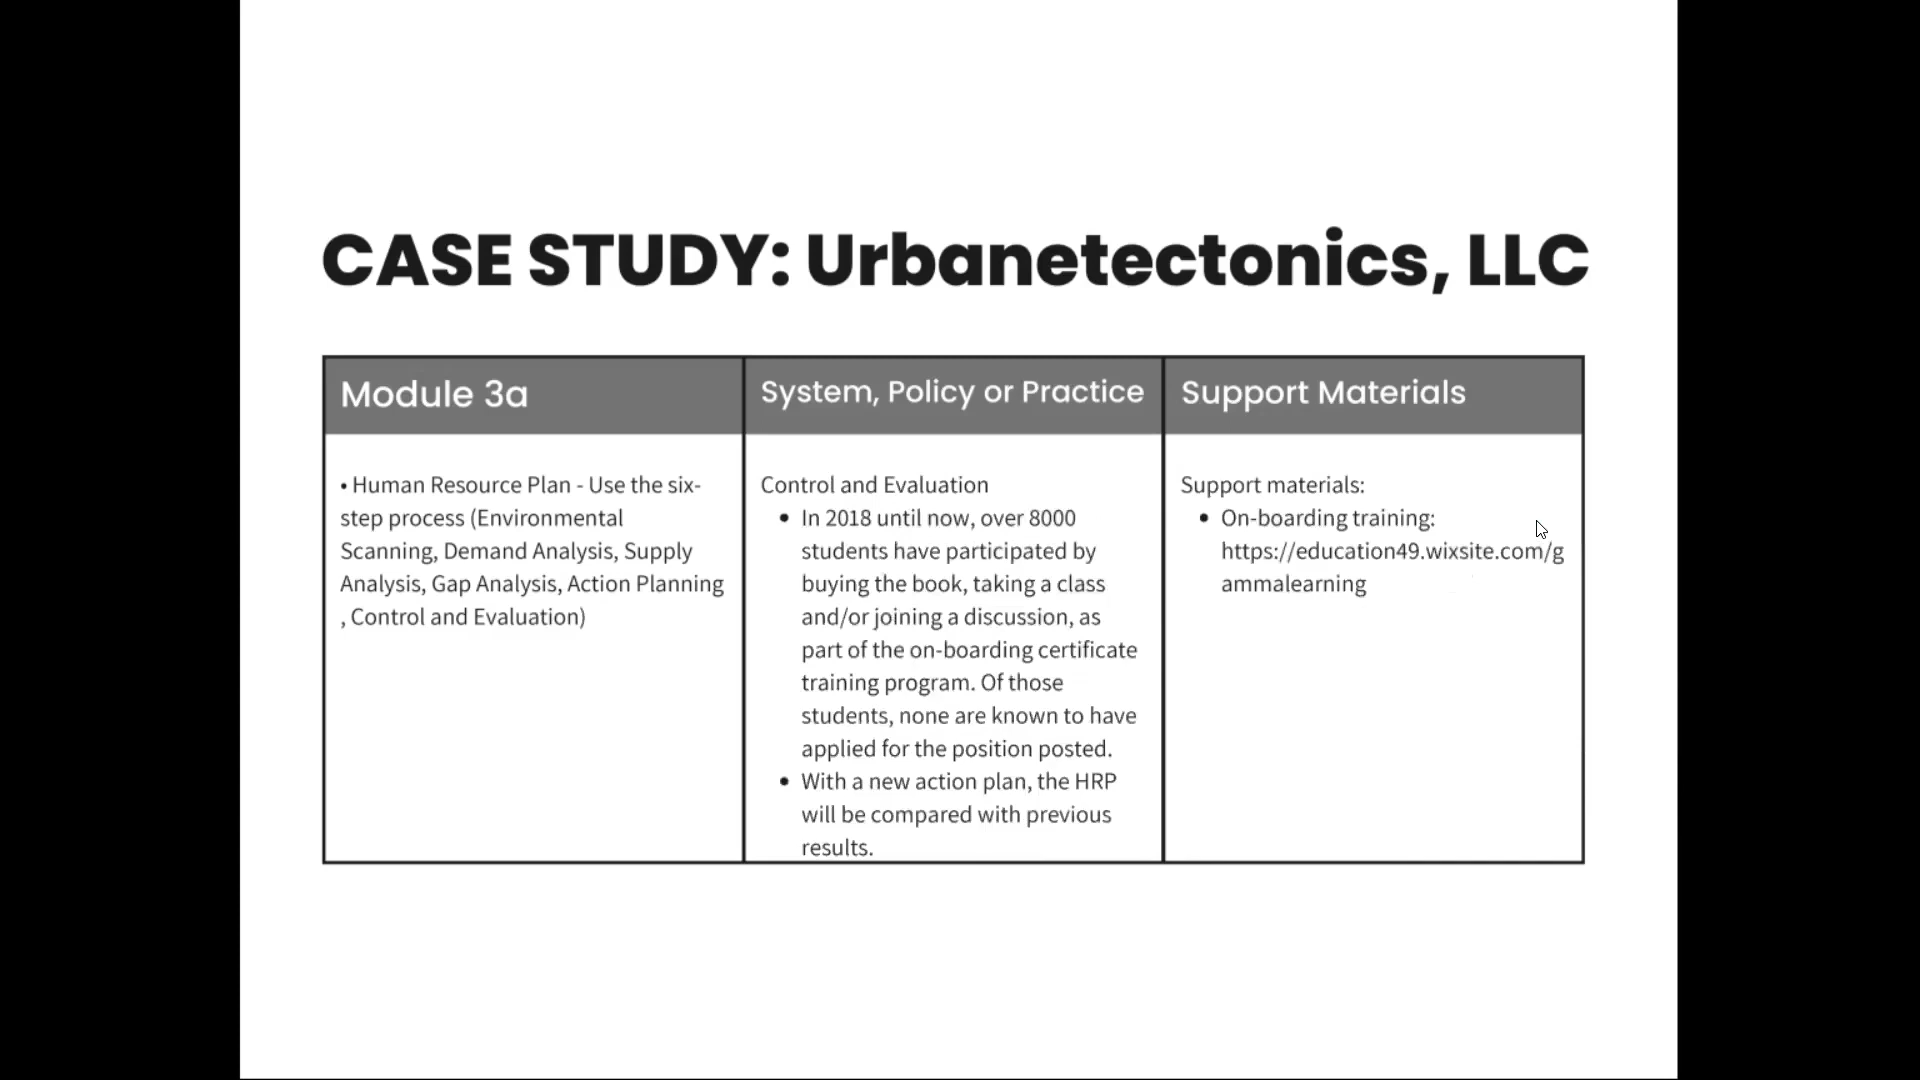 CASE STUDY: Urbanetectonics, LLC
Module 3a
System, Policy or Practice
Support Materials
• Human Resource Plan - Use the six-
step process (Environmental
Scanning, Demand Analysis, Supply
Analysis, Gap Analysis, Action Planning
, Control and Evaluation)
Control and Evaluation
• In 2018 until now, over 8000
students have participated by
buying the book, taking a class
and/or joining a discussion, as
part of the on-boarding certificate
training program. Of those
students, none are known to have
applied for the position posted.
• With a new action plan, the HRP
will be compared with previous
results.
Support materials:
• On-boarding training:
https://education49.wixsite.com/g
ammalearning